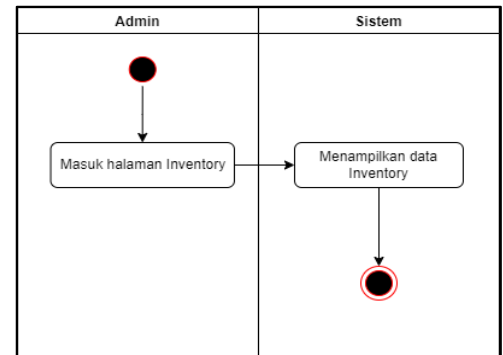 Admin
Sistem
Masuk halaman Inventory
Menampilkan data
Inventory